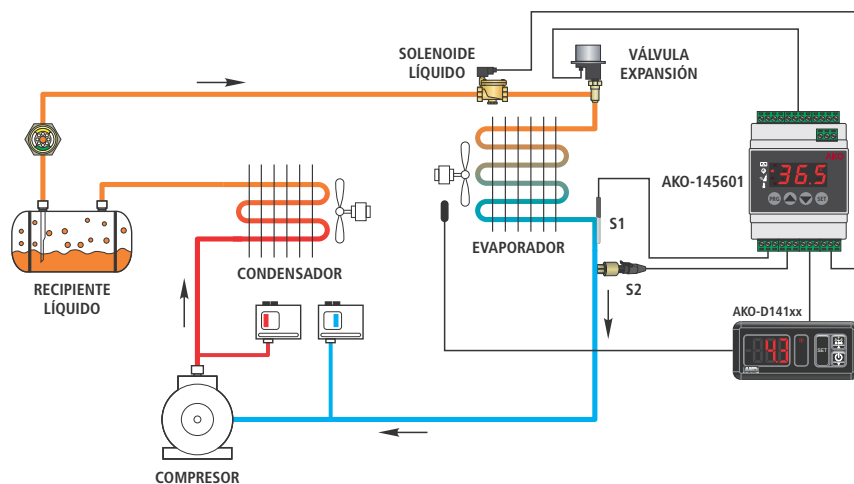 SOLENOIDE
LÍQUIDO
VÁLVULA
EXPANSIÓN
AKO-145601
AKO
36.5
PRG
SET
S1
EVAPORADOR
S2
CONDENSADOR
RECIPIENTE
LÍQUIDO
AKO-D141xx
43
SET
COMPRESOR